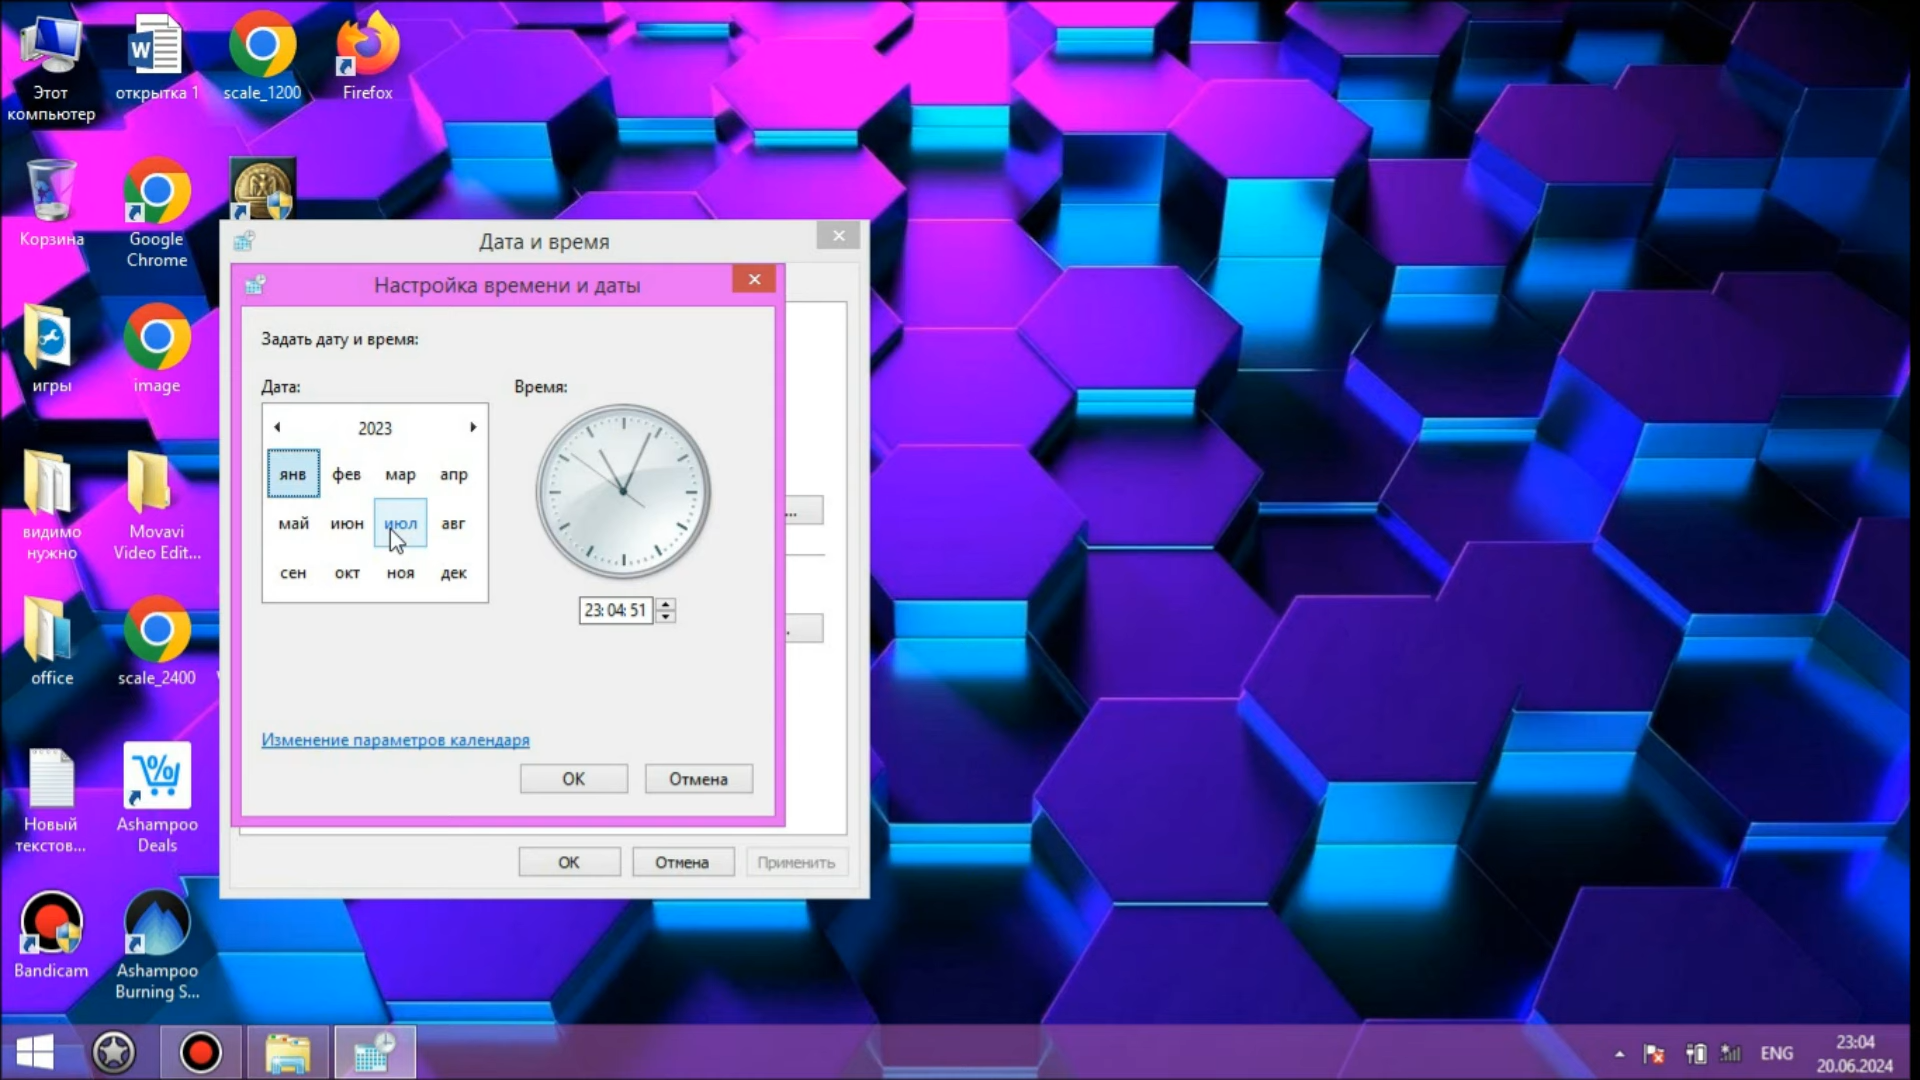 Этот
компьютер
открытка 1
scale_1200
Firefox
Корзина
Google
Chrome
игры
image
видимо
нужно
Movavi
Video Edit...
office
scale_2400
Новый
текстов...
Ashampoo
Deals
Bandicam
Ashampoo
Burning S...
Дата и время
Настройка времени и даты
Задать дату и время:
Дата:
Время:
2023
янв фев мар апр
май июн июл авг
сен окт ноя дек
23:04:51
Изменение параметров календаря
ОК
Отмена
...
ОК
Отмена
Применить
ENG
23:04
20.06.2024